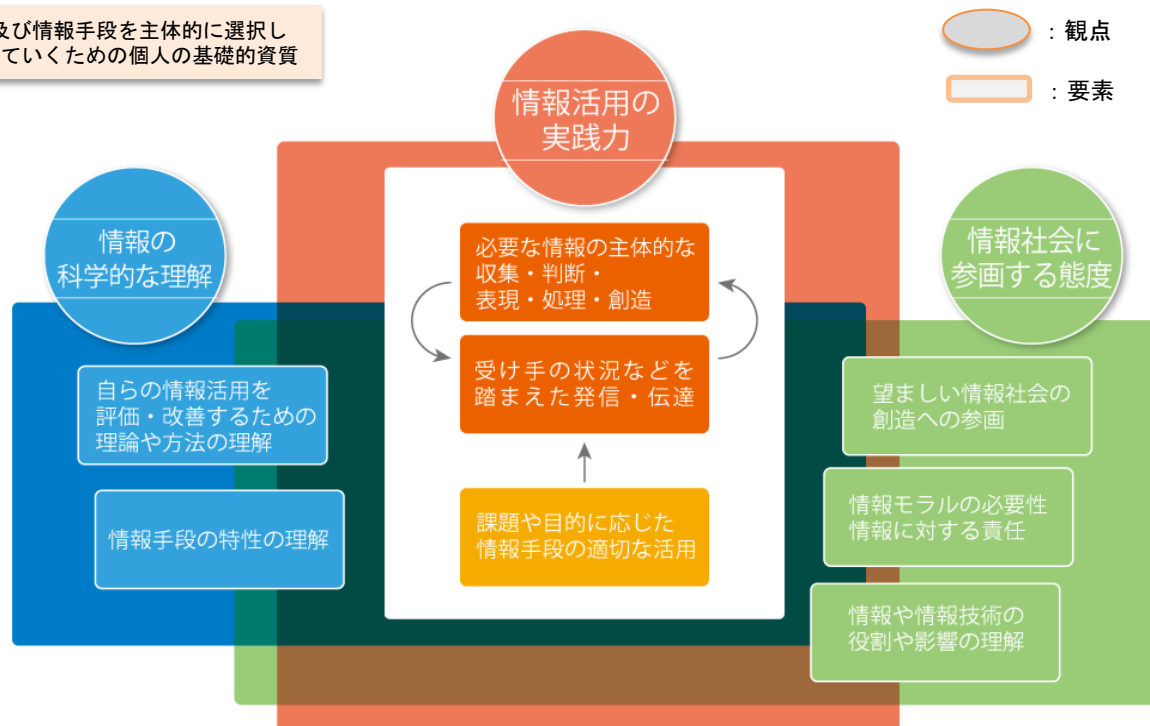 及び情報手段を主体的に選択し
ていくための個人の基礎的資質
：観点
：要素
情報活用の
実践力
情報の
科学的な理解
情報社会に
参画する態度
必要な情報の主体的な
収集・判断・
表現・処理・創造
受け手の状況などを
踏まえた発信・伝達
課題や目的に応じた
情報手段の適切な活用
自らの情報活用を
評価・改善するための
理論や方法の理解
情報手段の特性の理解
望ましい情報社会の
創造への参画
情報モラルの必要性
情報に対する責任
情報や情報技術の
役割や影響の理解